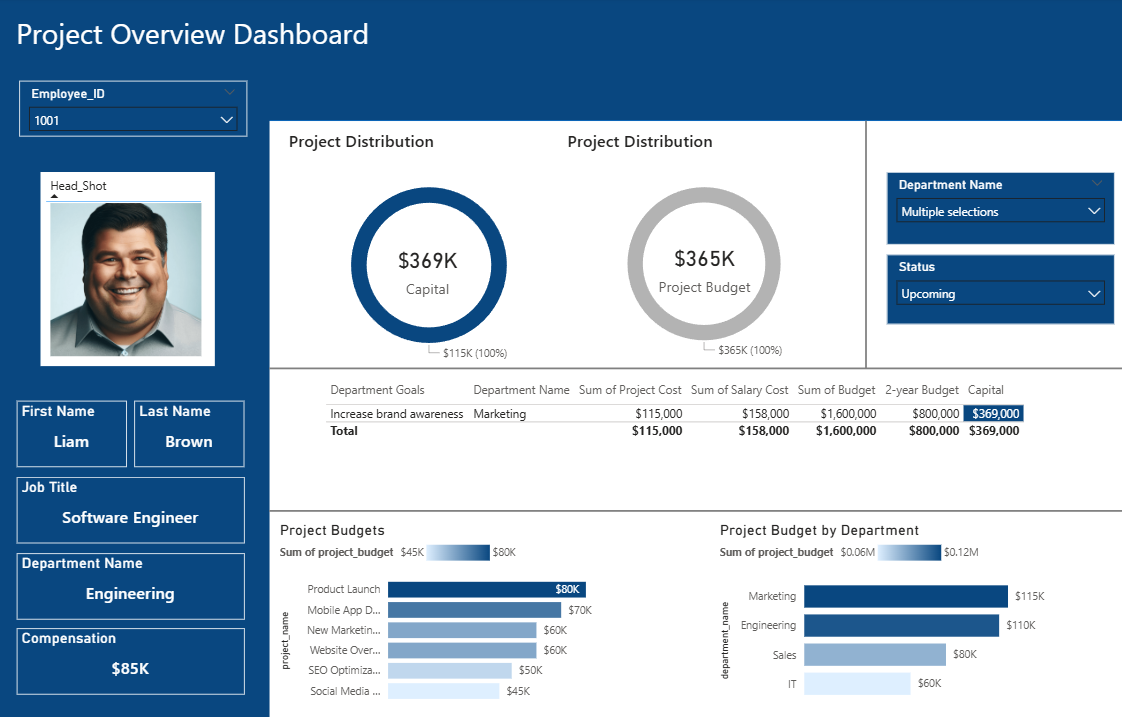 Project Overview Dashboard
Employee_ID
1001
Head_Shot
First Name
Liam
Last Name
Brown
Job Title
Software Engineer
Department Name
Engineering
Compensation
$85K
Project Distribution
$369K
Capital
$115K (100%)
Project Distribution
$365K
Project Budget
$365K (100%)
Department Name
Multiple selections
Status
Upcoming
Department Goals Department Name Sum of Project Cost Sum of Salary Cost Sum of Budget 2-year Budget Capital
Increase brand awareness Marketing $115,000 $158,000 $1,600,000 $800,000 $369,000
Total $115,000 $158,000 $1,600,000 $800,000 $369,000
Project Budgets
Sum of project_budget $45K $80K
project_name
Product Launch $80K
Mobile App D... $70K
New Marketin... $60K
Website Over... $60K
SEO Optimiza... $50K
Social Media ... $45K
Project Budget by Department
Sum of project_budget $0.06M $0.12M
department_name
Marketing $115K
Engineering $110K
Sales $80K
IT $60K